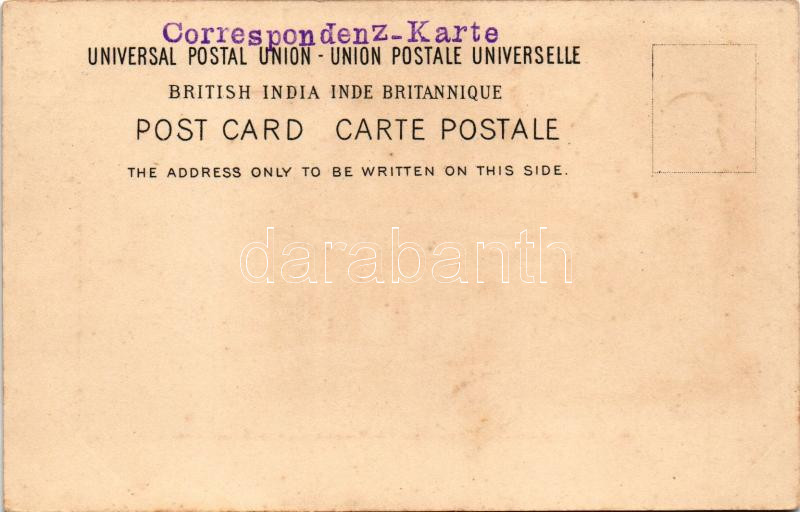 Correspondenz-Karte
UNIVERSAL POSTAL UNION - UNION POSTALE UNIVERSELLE
BRITISH INDIA INDE BRITANNIQUE
POST CARD CARTE POSTALE
THE ADDRESS ONLY TO BE WRITTEN ON THIS SIDE.
darabanth